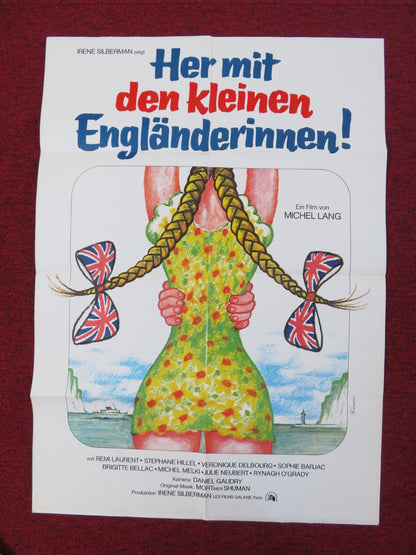 IRENE SILBERMAN zeigt
Her mit
den kleinen
Engländerinnen!
Ein Film von
MICHEL LANG
mit REMI LAURENT • STEPHANE HILLEL • VERONIQUE DELBOURG • SOPHIE BARJAC
BRIGITTE BELLAC • MICHEL MELKI • JULIE NEUBERT • RYNAGH O'GRADY
Kamera: DANIEL GAUDRY
Original-Musik: MORT SHUMAN
Produktion IRENE SILBERMAN LES FILMS GALAXIE Paris